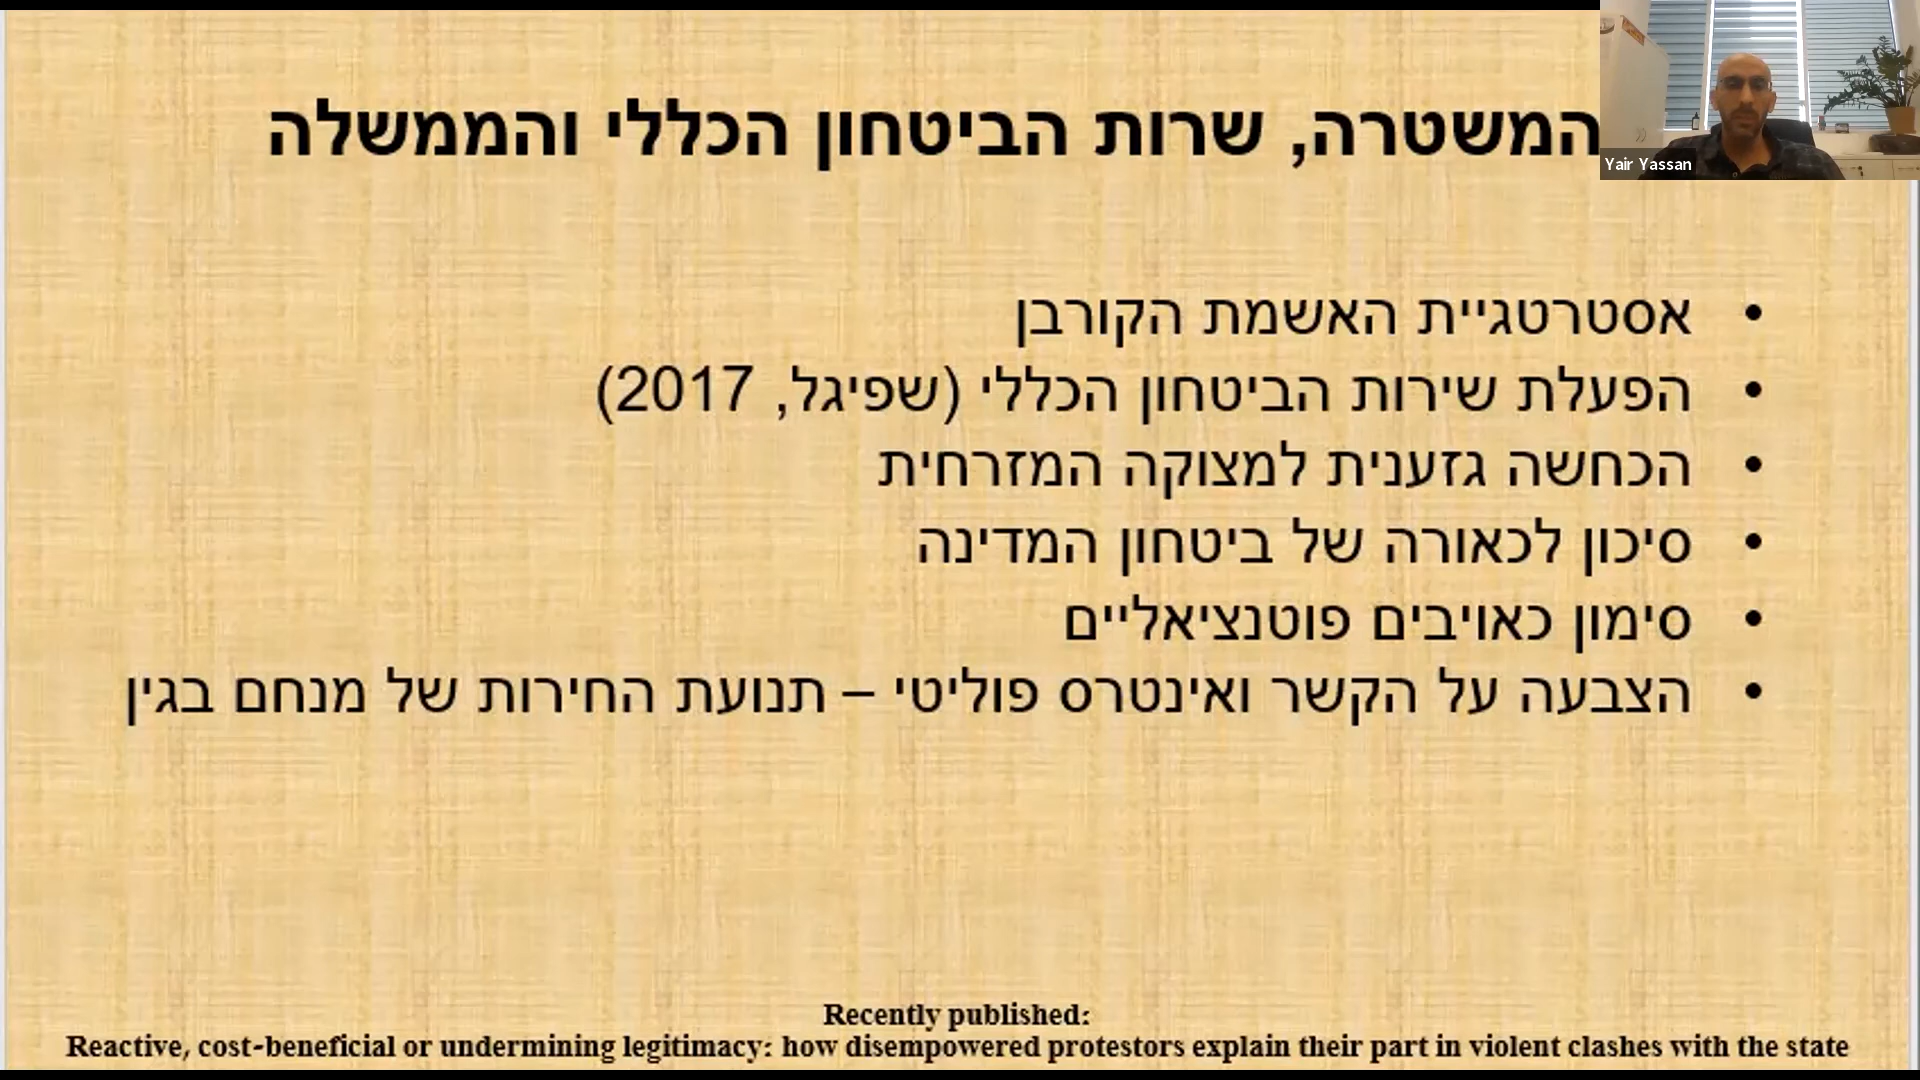 המשטרה, שרות הביטחון הכללי והממשלה
Yair Yassan
• אסטרטגיית האשמת הקורבן
• הפעלת שירות הביטחון הכללי (שפיגל, 2017)
• הכחשה גזענית למצוקה המזרחית
• סיכון לכאורה של ביטחון המדינה
• סימון כאויבים פוטנציאליים
• הצבעה על הקשר ואינטרס פוליטי – תנועת החירות של מנחם בגין
Recently published:
Reactive, cost-beneficial or undermining legitimacy: how disempowered protestors explain their part in violent clashes with the state